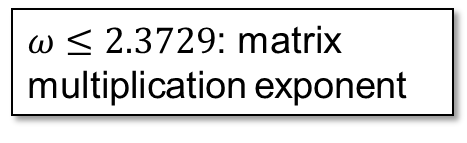 𝜔 ≤ 2.3729: matrix
multiplication exponent